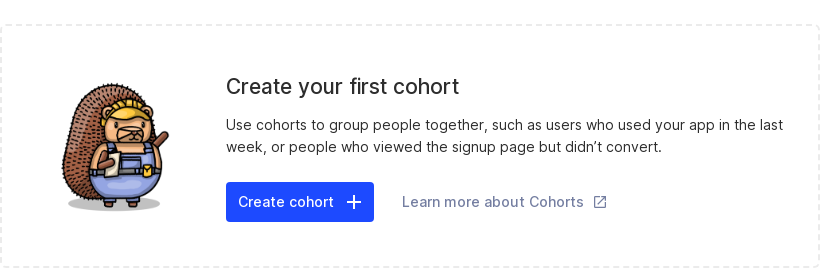 Create your first cohort
Use cohorts to group people together, such as users who used your app in the last
week, or people who viewed the signup page but didn’t convert.
Create cohort
Learn more about Cohorts